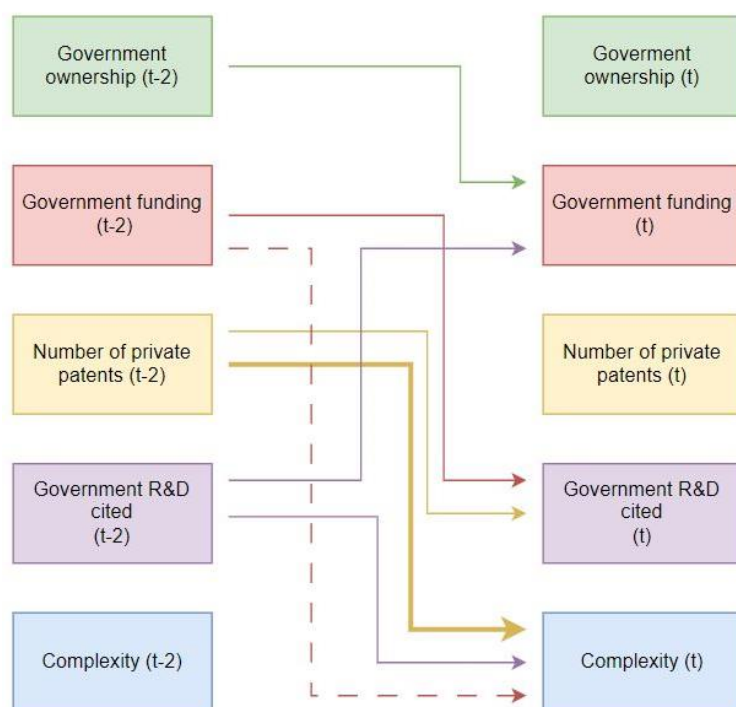 Government
ownership (t-2)
Goverment
ownership (t)
Government funding
(t-2)
Government funding
(t)
Number of private
patents (t-2)
Number of private
patents (t)
Government R&D
cited
(t-2)
Government R&D
cited
(t)
Complexity (t-2)
Complexity (t)